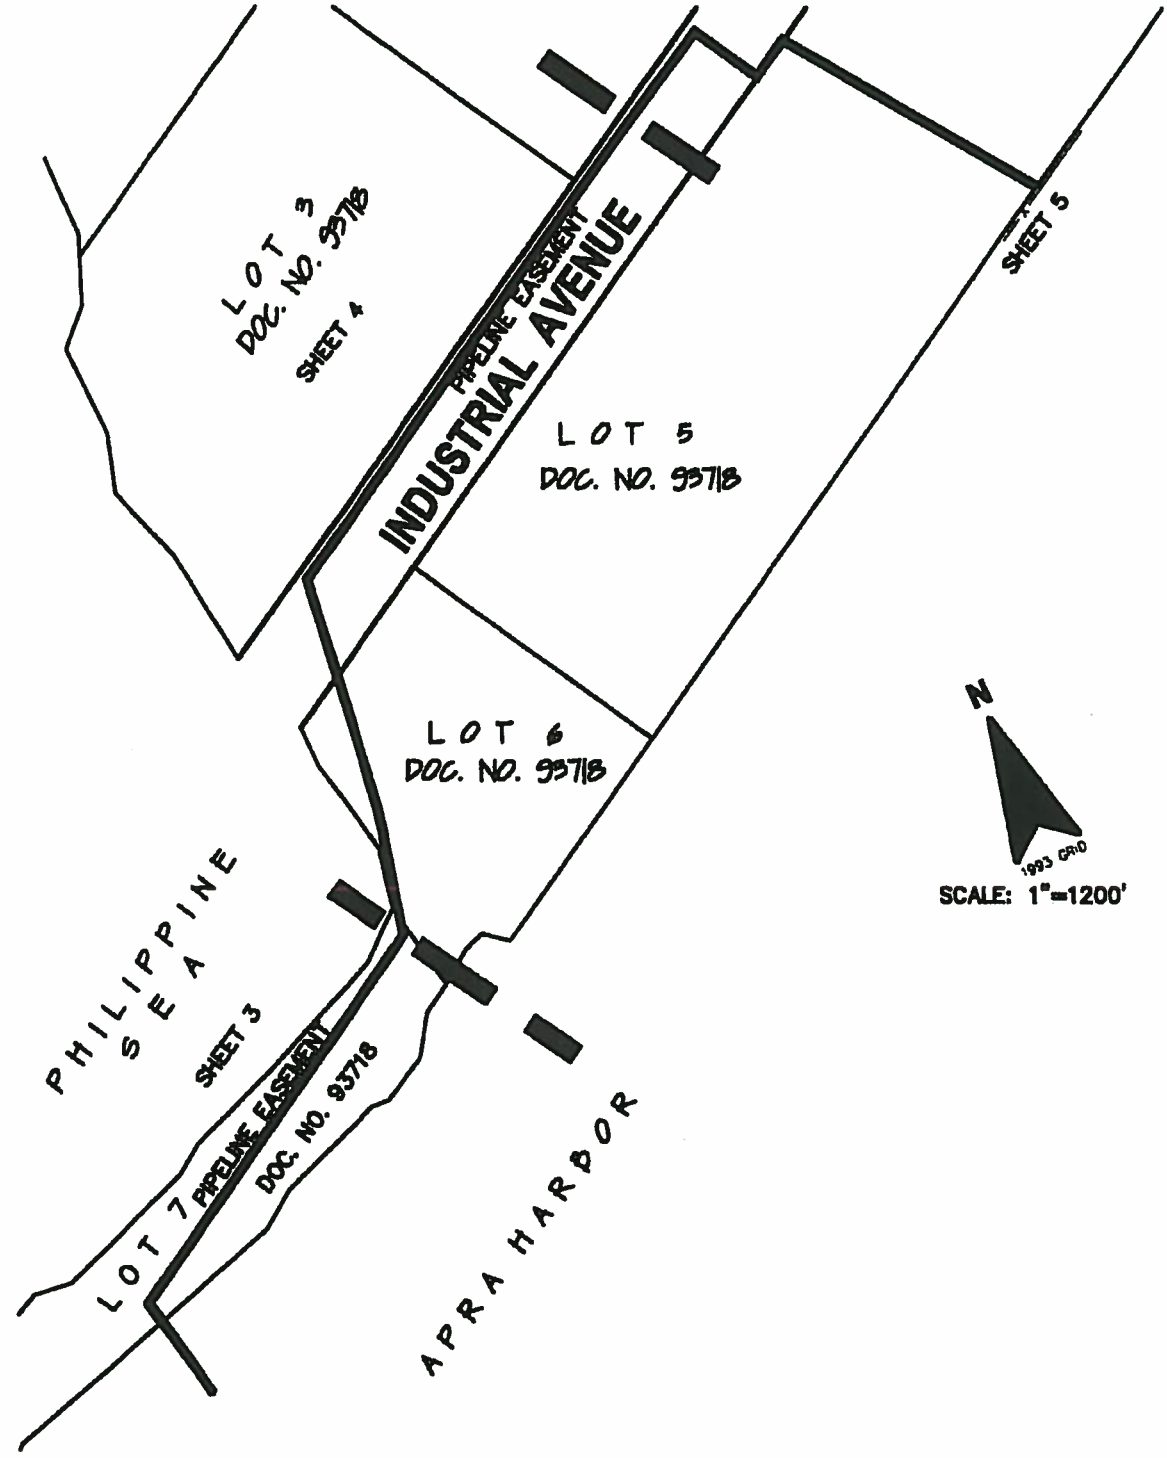 LOT 3
DOC. NO. 93718
SHEET 4
PIPELINE EASEMENT
INDUSTRIAL AVENUE
SHEET 5
LOT 5
DOC. NO. 93718
LOT 6
DOC. NO. 93718
N
1993 GRID
SCALE: 1"=1200'
PHILIPPINE
SEA
SHEET 3
LOT 7
PIPELINE EASEMENT
DOC. NO. 93718
APRA HARBOR